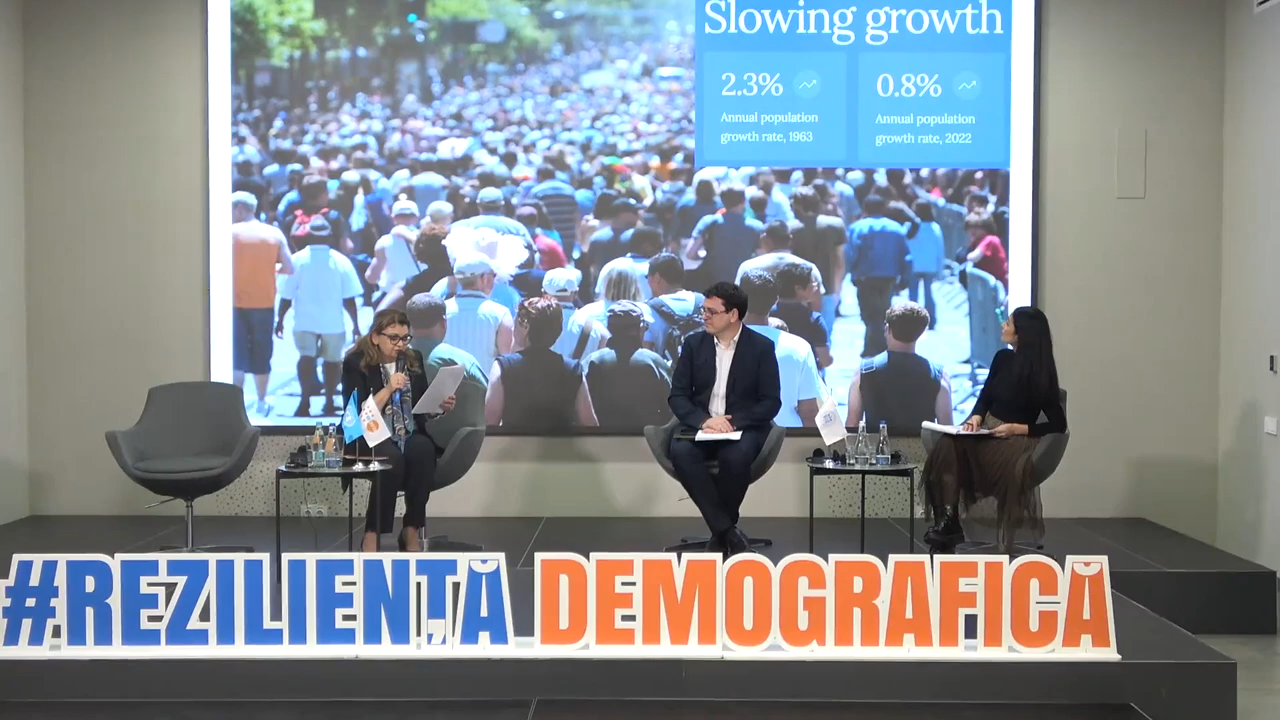 Slowing growth
2.3%
Annual population
growth rate, 1963
0.8%
Annual population
growth rate, 2022
#REZILIENȚĂ DEMOGRAFICĂ